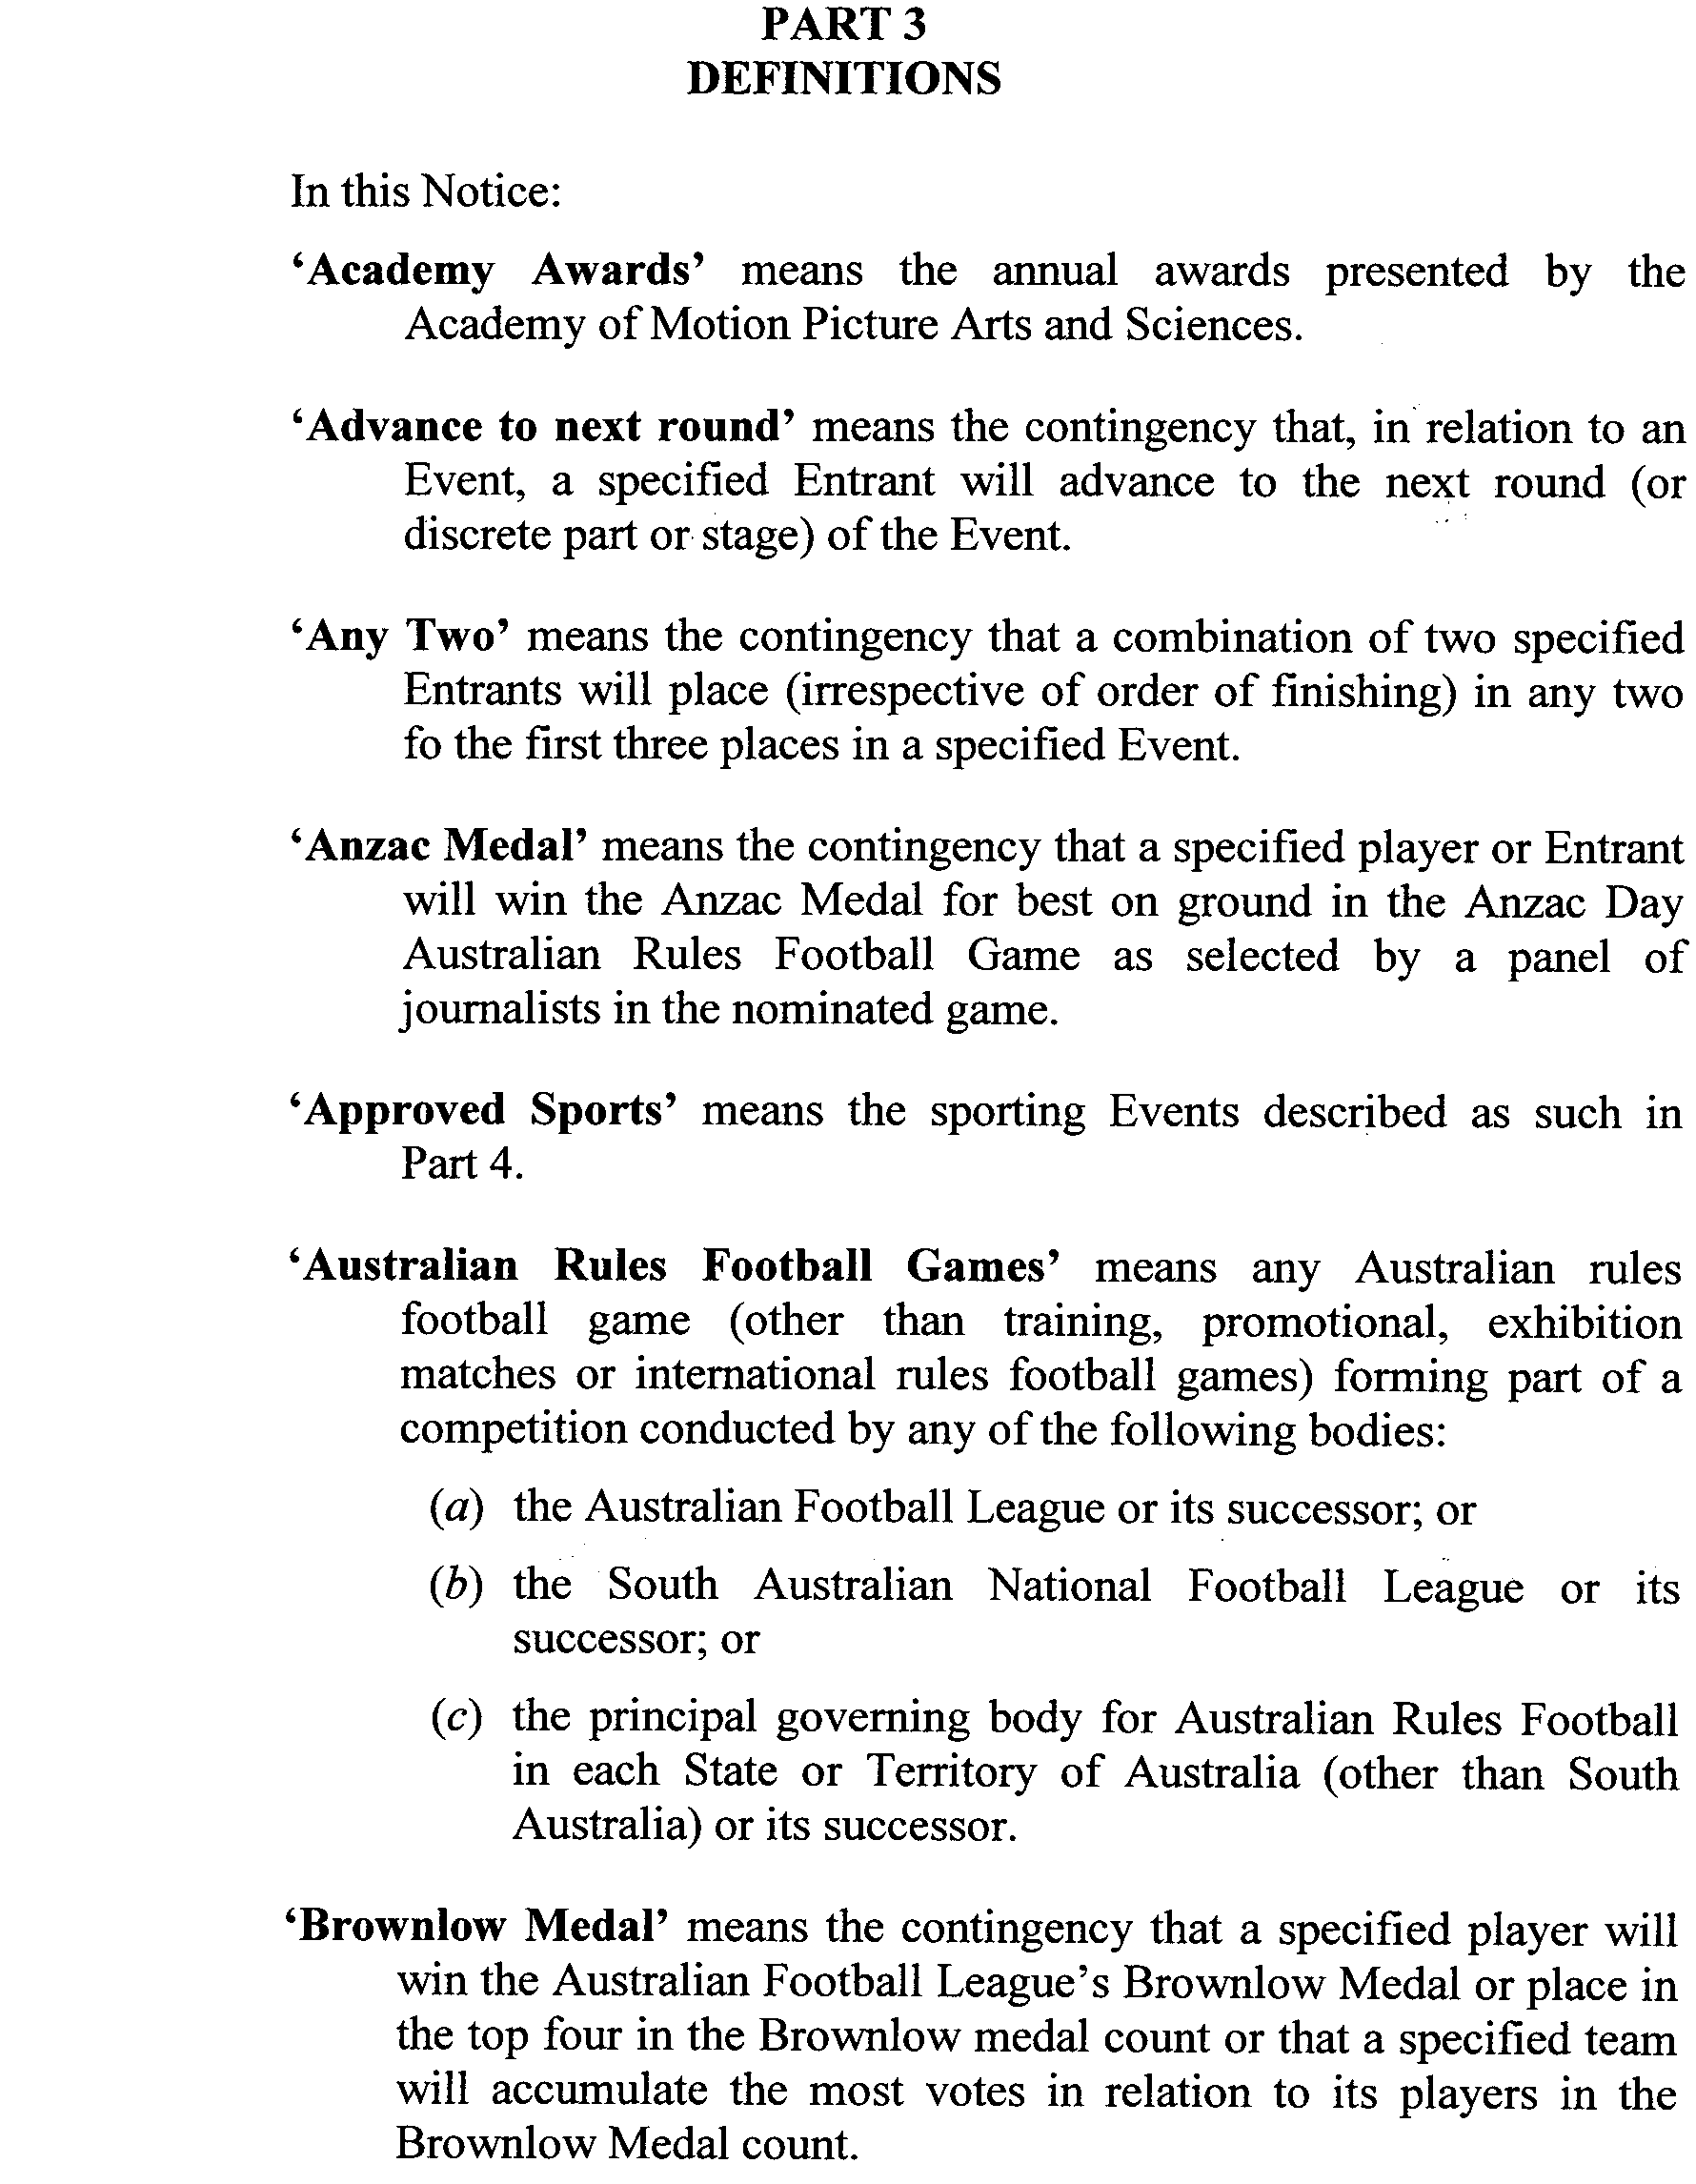 PART 3
DEFINITIONS
In this Notice:
‘Academy Awards’ means the annual awards presented by the
Academy of Motion Picture Arts and Sciences.
‘Advance to next round’ means the contingency that, in relation to an
Event, a specified Entrant will advance to the next round (or
discrete part or stage) of the Event.
‘Any Two’ means the contingency that a combination of two specified
Entrants will place (irrespective of order of finishing) in any two
fo the first three places in a specified Event.
‘Anzac Medal’ means the contingency that a specified player or Entrant
will win the Anzac Medal for best on ground in the Anzac Day
Australian Rules Football Game as selected by a panel of
journalists in the nominated game.
‘Approved Sports’ means the sporting Events described as such in
Part 4.
‘Australian Rules Football Games’ means any Australian rules
football game (other than training, promotional, exhibition
matches or international rules football games) forming part of a
competition conducted by any of the following bodies:
(a) the Australian Football League or its successor; or
(b) the South Australian National Football League or its
successor; or
(c) the principal governing body for Australian Rules Football
in each State or Territory of Australia (other than South
Australia) or its successor.
‘Brownlow Medal’ means the contingency that a specified player will
win the Australian Football League’s Brownlow Medal or place in
the top four in the Brownlow medal count or that a specified team
will accumulate the most votes in relation to its players in the
Brownlow Medal count.